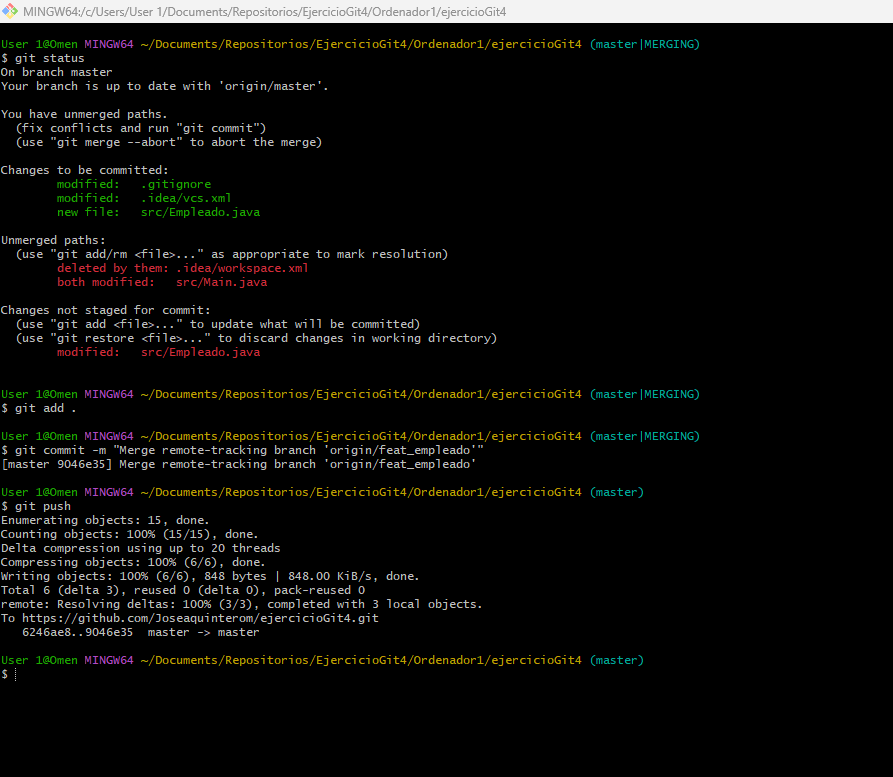 MINGW64:/c/Users/User 1/Documents/Repositorios/EjercicioGit4/Ordenador1/ejercicioGit4
User 1@Omen MINGW64 ~/Documents/Repositorios/EjercicioGit4/Ordenador1/ejercicioGit4 (master|MERGING)
$ git status
On branch master
Your branch is up to date with 'origin/master'.
You have unmerged paths.
(fix conflicts and run "git commit")
(use "git merge --abort" to abort the merge)
Changes to be committed:
modified:   .gitignore
modified:   .idea/vcs.xml
new file:   src/Empleado.java
Unmerged paths:
(use "git add/rm <file>..." as appropriate to mark resolution)
deleted by them: .idea/workspace.xml
both modified:   src/Main.java
Changes not staged for commit:
(use "git add <file>..." to update what will be committed)
(use "git restore <file>..." to discard changes in working directory)
modified:   src/Empleado.java
User 1@Omen MINGW64 ~/Documents/Repositorios/EjercicioGit4/Ordenador1/ejercicioGit4 (master|MERGING)
$ git add .
User 1@Omen MINGW64 ~/Documents/Repositorios/EjercicioGit4/Ordenador1/ejercicioGit4 (master|MERGING)
$ git commit -m "Merge remote-tracking branch 'origin/feat_empleado'"
[master 9046e35] Merge remote-tracking branch 'origin/feat_empleado'
User 1@Omen MINGW64 ~/Documents/Repositorios/EjercicioGit4/Ordenador1/ejercicioGit4 (master)
$ git push
Enumerating objects: 15, done.
Counting objects: 100% (15/15), done.
Delta compression using up to 20 threads
Compressing objects: 100% (6/6), done.
Writing objects: 100% (6/6), 848 bytes | 848.00 KiB/s, done.
Total 6 (delta 3), reused 0 (delta 0), pack-reused 0
remote: Resolving deltas: 100% (3/3), completed with 3 local objects.
To https://github.com/Joseaquinterom/ejercicioGit4.git
6246ae8..9046e35  master -> master
User 1@Omen MINGW64 ~/Documents/Repositorios/EjercicioGit4/Ordenador1/ejercicioGit4 (master)
$